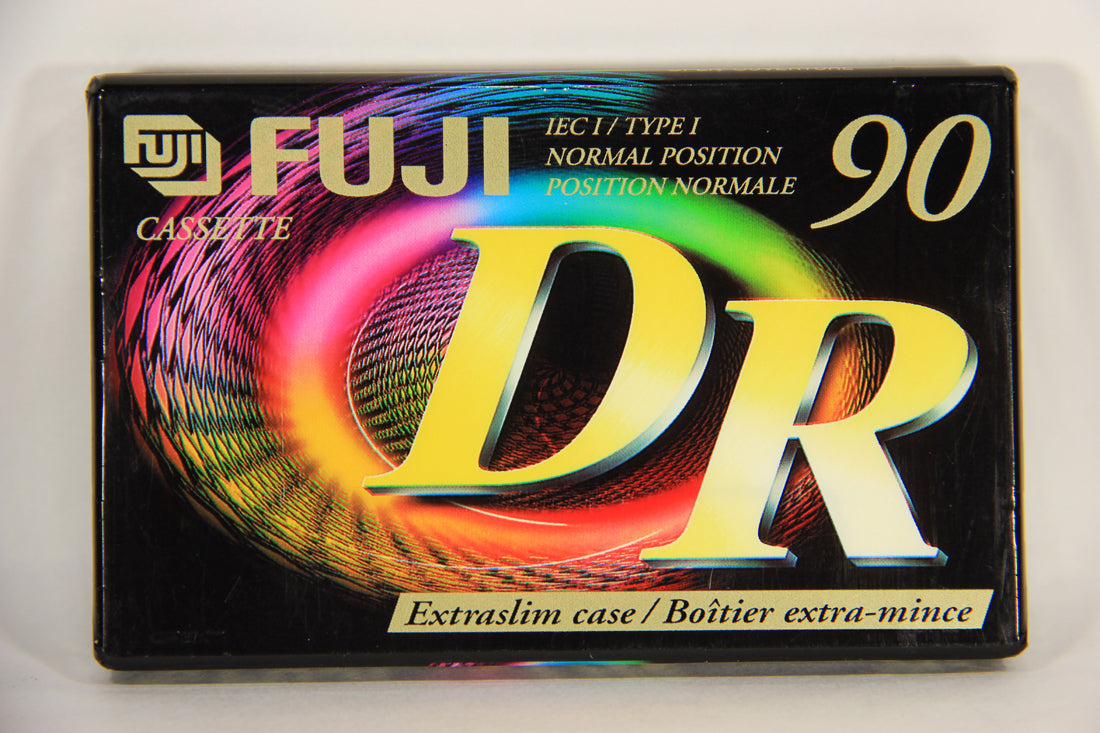 FUJI FUJI
IEC I / TYPE I
NORMAL POSITION
POSITION NORMALE
90
CASSETTE
DR
Extraslim case / Boîtier extra-mince